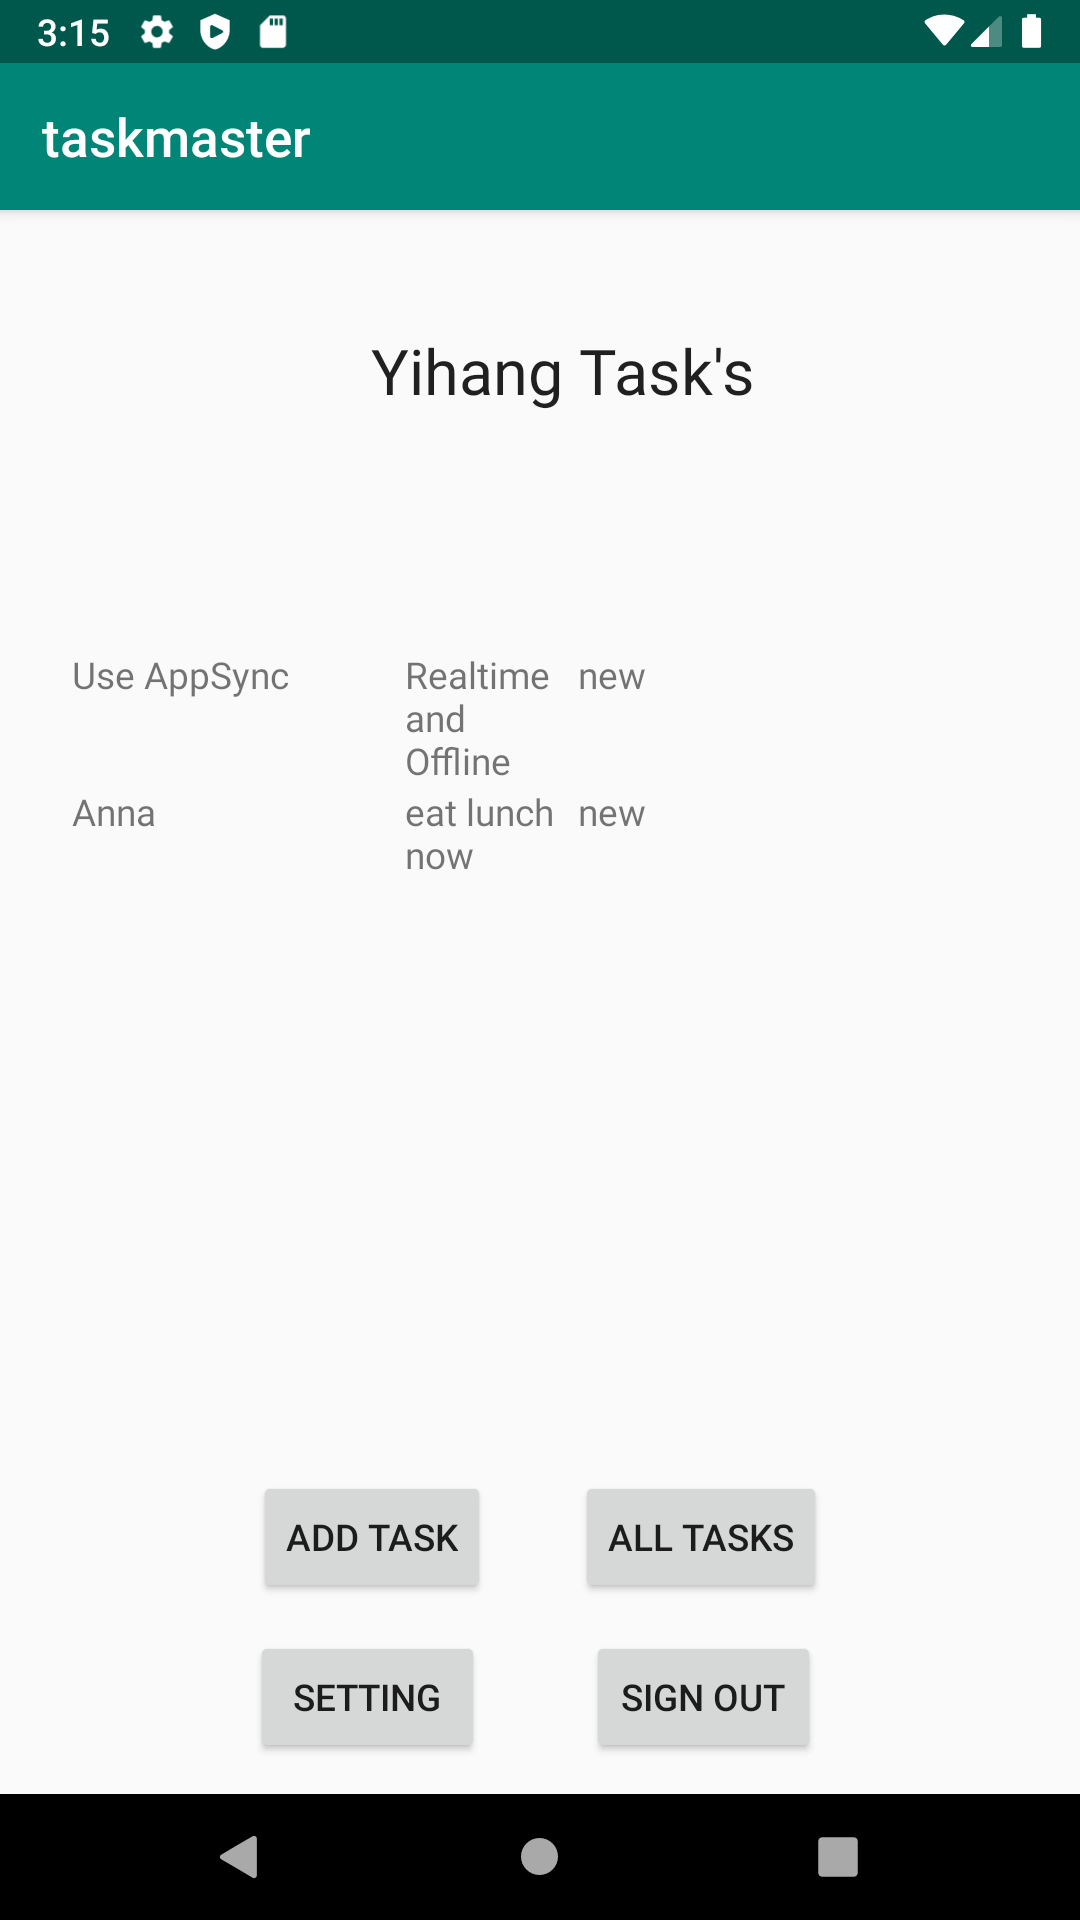 3:15
taskmaster
Yihang Task's
Use AppSync Realtime new
and
Offline
Anna eat lunch new
now
ADD TASK ALL TASKS
SETTING SIGN OUT